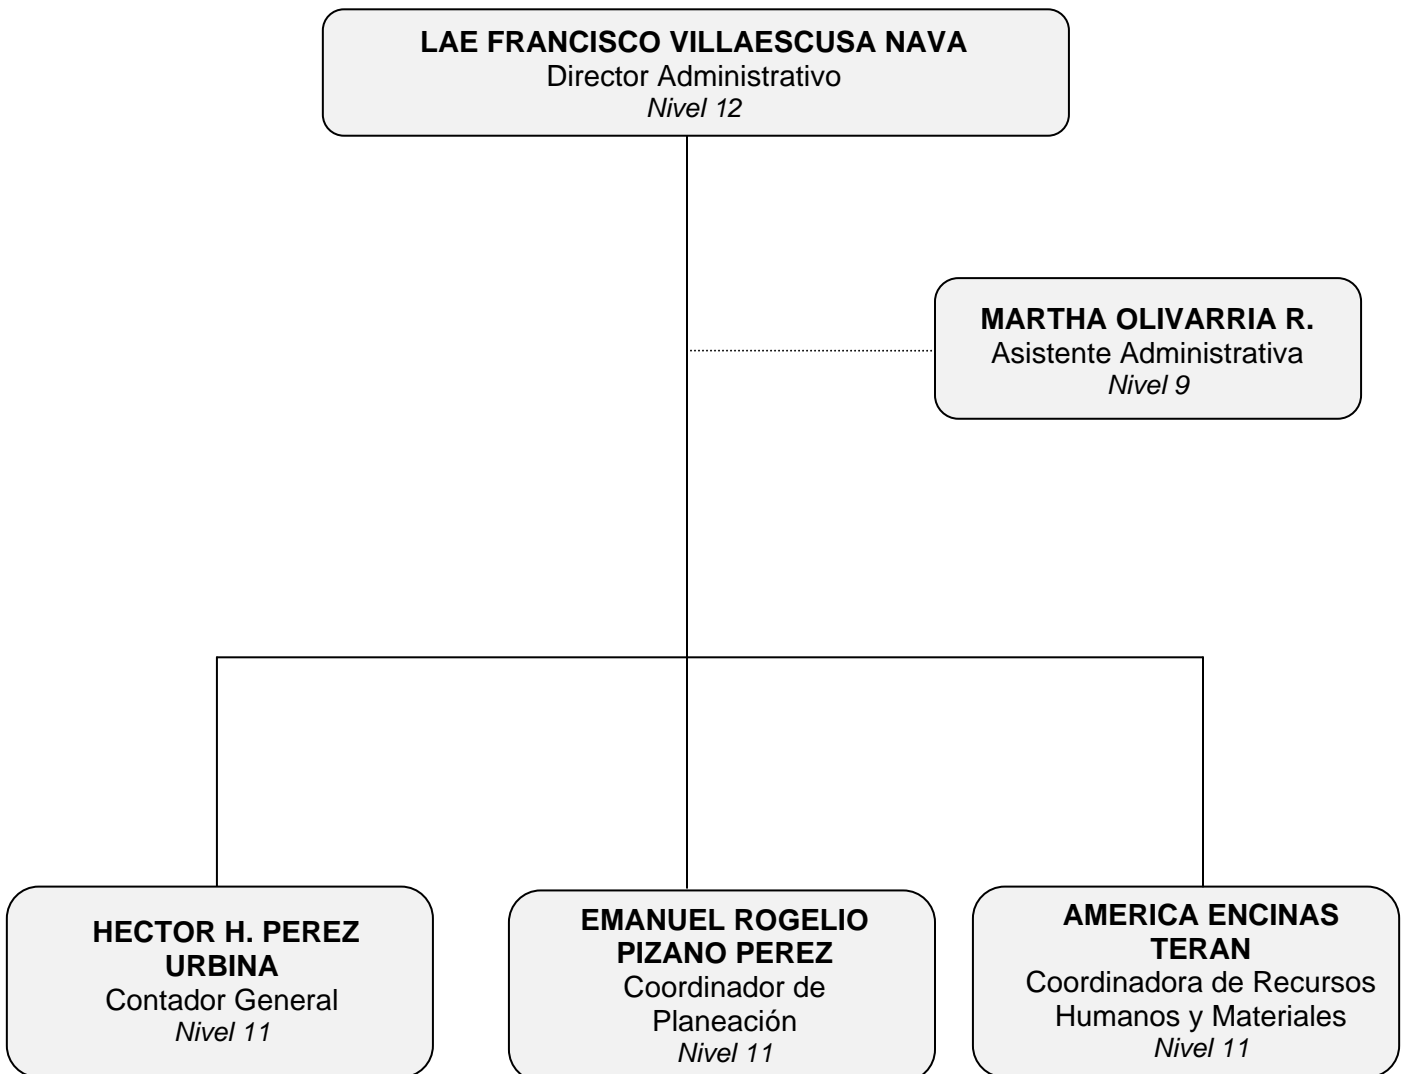 LAE FRANCISCO VILLAESCUSA NAVA
Director Administrativo
Nivel 12
MARTHA OLIVARRIA R.
Asistente Administrativa
Nivel 9
HECTOR H. PEREZ
URBINA
Contador General
Nivel 11
EMANUEL ROGELIO
PIZANO PEREZ
Coordinador de
Planeación
Nivel 11
AMERICA ENCINAS
TERAN
Coordinadora de Recursos
Humanos y Materiales
Nivel 11